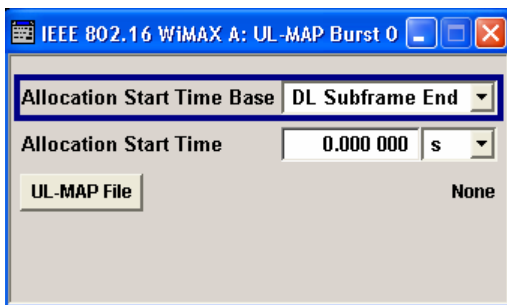 IEEE 802.16 WiMAX A: UL-MAP Burst 0
Allocation Start Time Base DL Subframe End
Allocation Start Time 0.000 000 s
UL-MAP File None